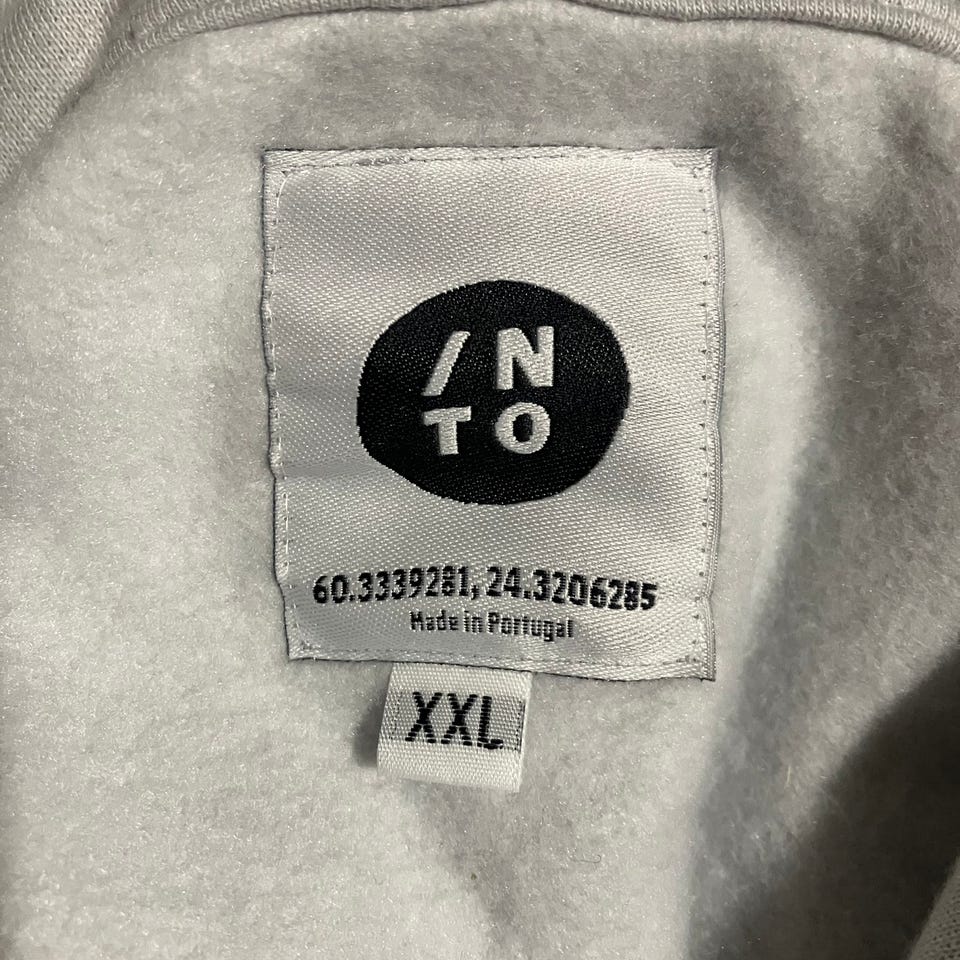 /N
TO
60.3339281, 24.3206285
Made in Portugal
XXL